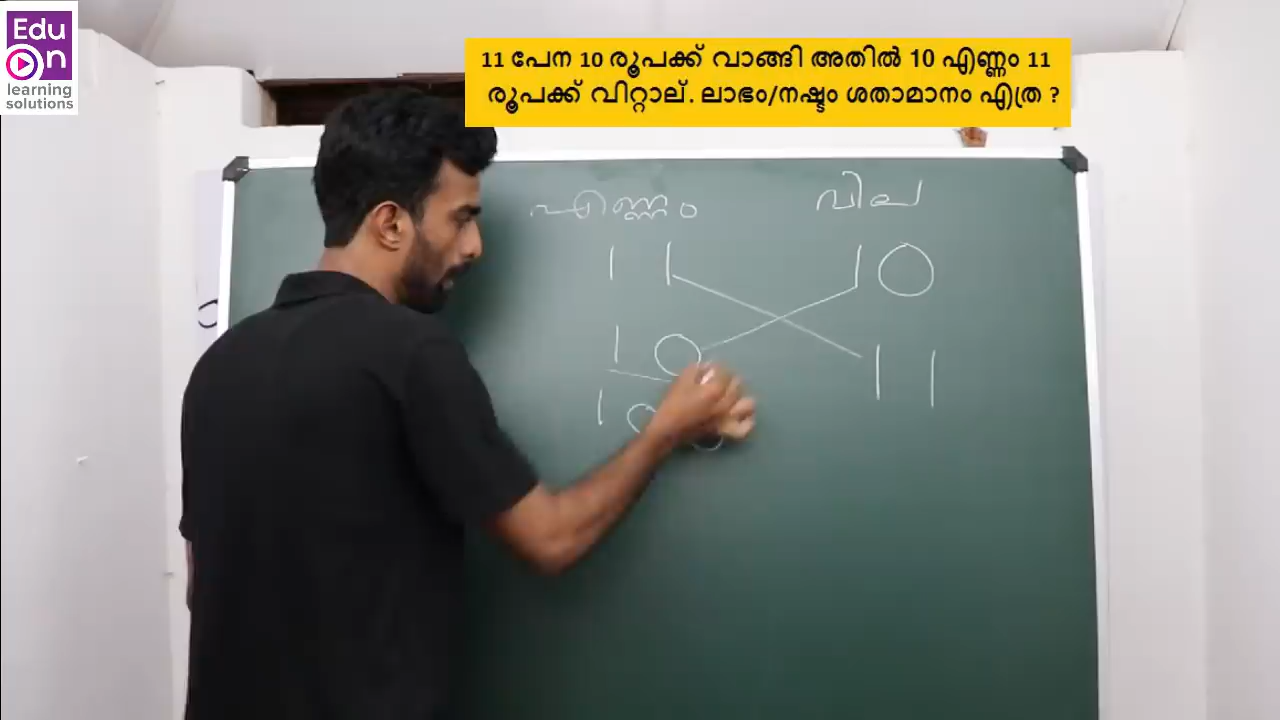 Edu
On
learning
solutions
11 പേന 10 രൂപക്ക് വാങ്ങി അതിൽ 10 എണ്ണം 11
രൂപക്ക് വിറ്റാല്. ലാഭം/നഷ്ടം ശതാമാനം എത്ര ?
എണ്ണം വില
11 10
10 11